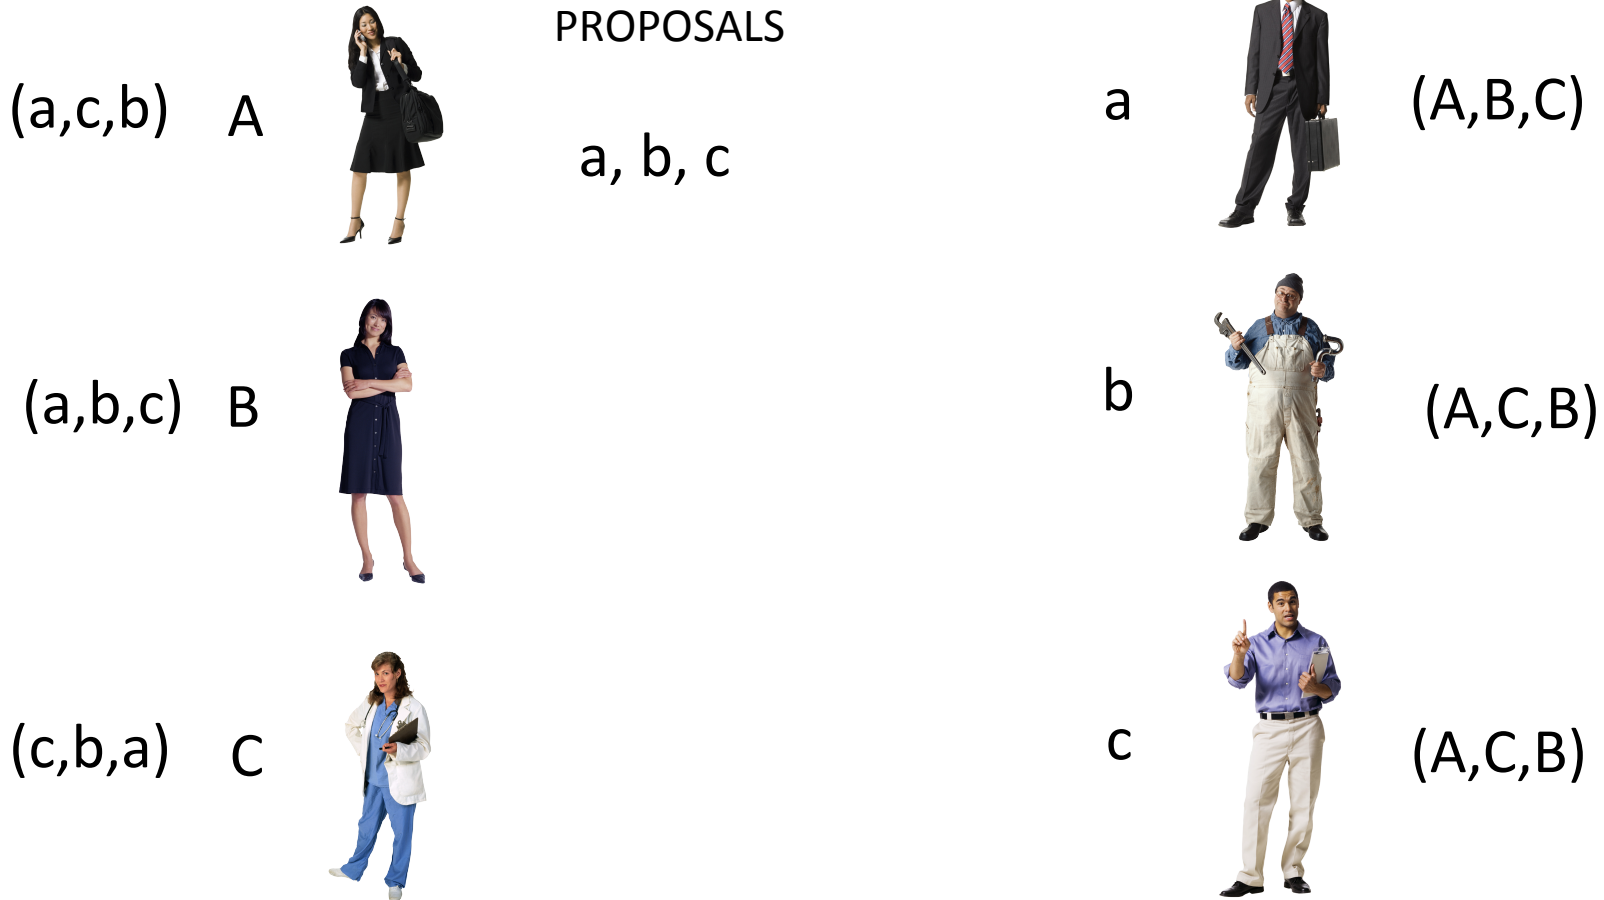 PROPOSALS
(a,c,b) A
a, b, c
a (A,B,C)
(a,b,c) B
b (A,C,B)
(c,b,a) C
c (A,C,B)